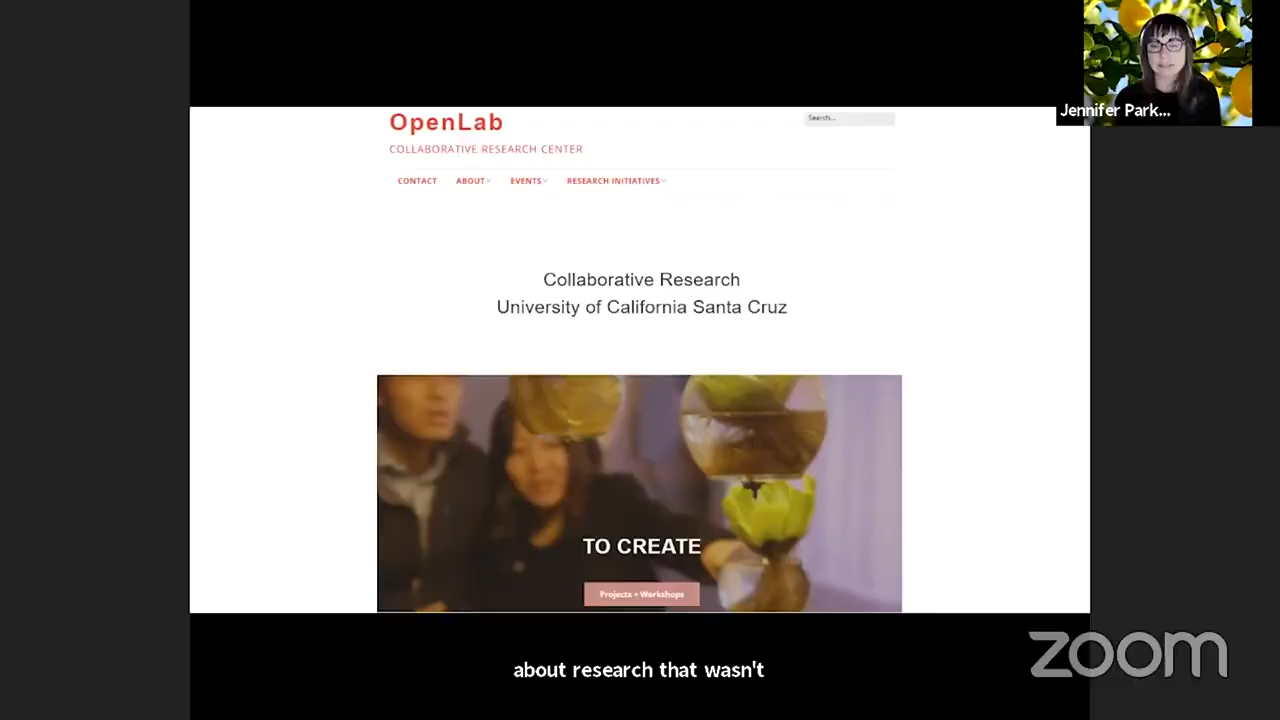 Jennifer Park...
OpenLab
Search...
COLLABORATIVE RESEARCH CENTER
CONTACT ABOUT EVENTS RESEARCH INITIATIVES
Collaborative Research
University of California Santa Cruz
TO CREATE
Projects + Workshops
about research that wasn't
zoom